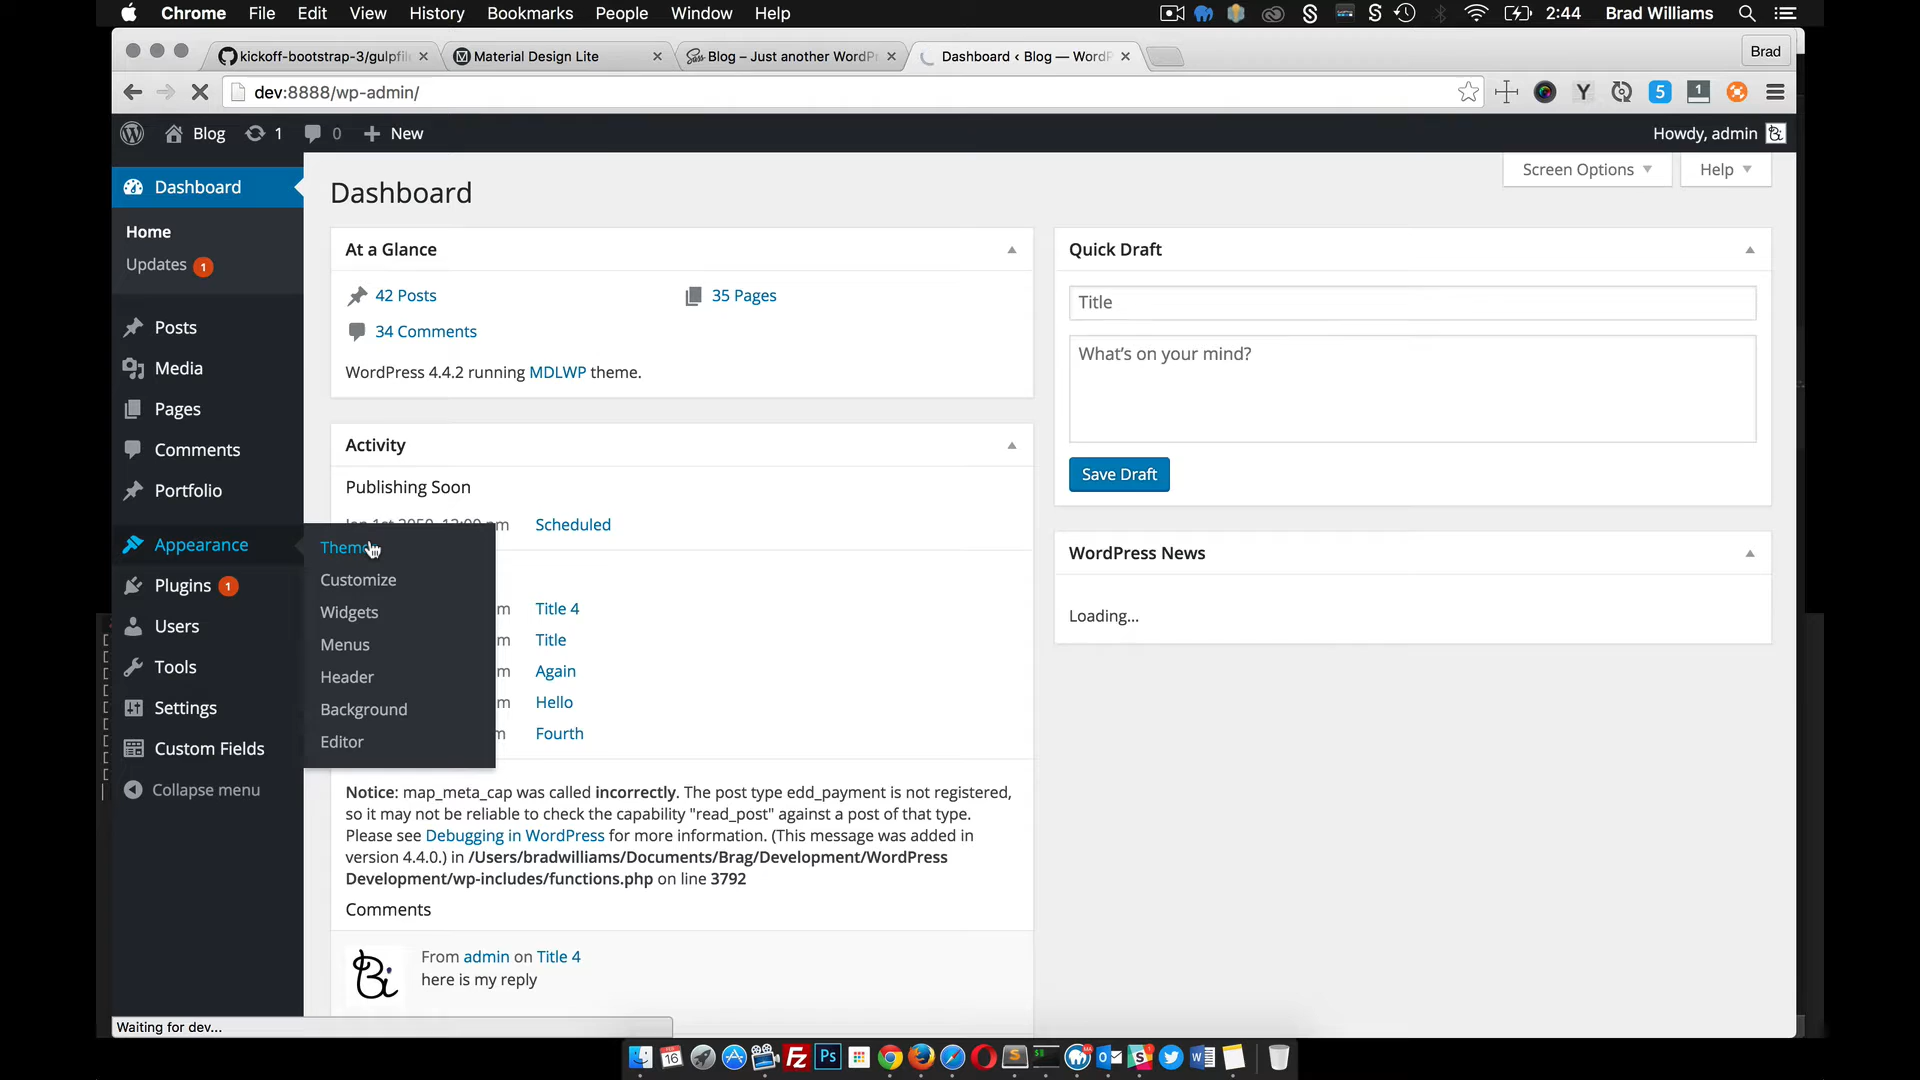 Chrome File Edit View History Bookmarks People Window Help 2:44 Brad Williams
kickoff-bootstrap-3/gulpfil Material Design Lite Blog – Just another WordPr Dashboard ‹ Blog — WordP Brad
dev:8888/wp-admin/
Blog 1 0 New Howdy, admin
Dashboard
Home
Updates 1
Posts
Media
Pages
Comments
Portfolio
Appearance
Plugins 1
Users
Tools
Settings
Custom Fields
Collapse menu
Customize
Widgets
Menus
Header
Background
Editor
Screen Options Help
Dashboard
At a Glance
42 Posts 35 Pages
34 Comments
WordPress 4.4.2 running MDLWP theme.
Activity
Publishing Soon
Scheduled
Title 4
Title
Again
Hello
Fourth
Notice: map_meta_cap was called incorrectly. The post type edd_payment is not registered,
so it may not be reliable to check the capability "read_post" against a post of that type.
Please see Debugging in WordPress for more information. (This message was added in
version 4.4.0.) in /Users/bradwilliams/Documents/Brag/Development/WordPress
Development/wp-includes/functions.php on line 3792
Comments
From admin on Title 4
here is my reply
Quick Draft
Title
What's on your mind?
Save Draft
WordPress News
Loading...
Waiting for dev...